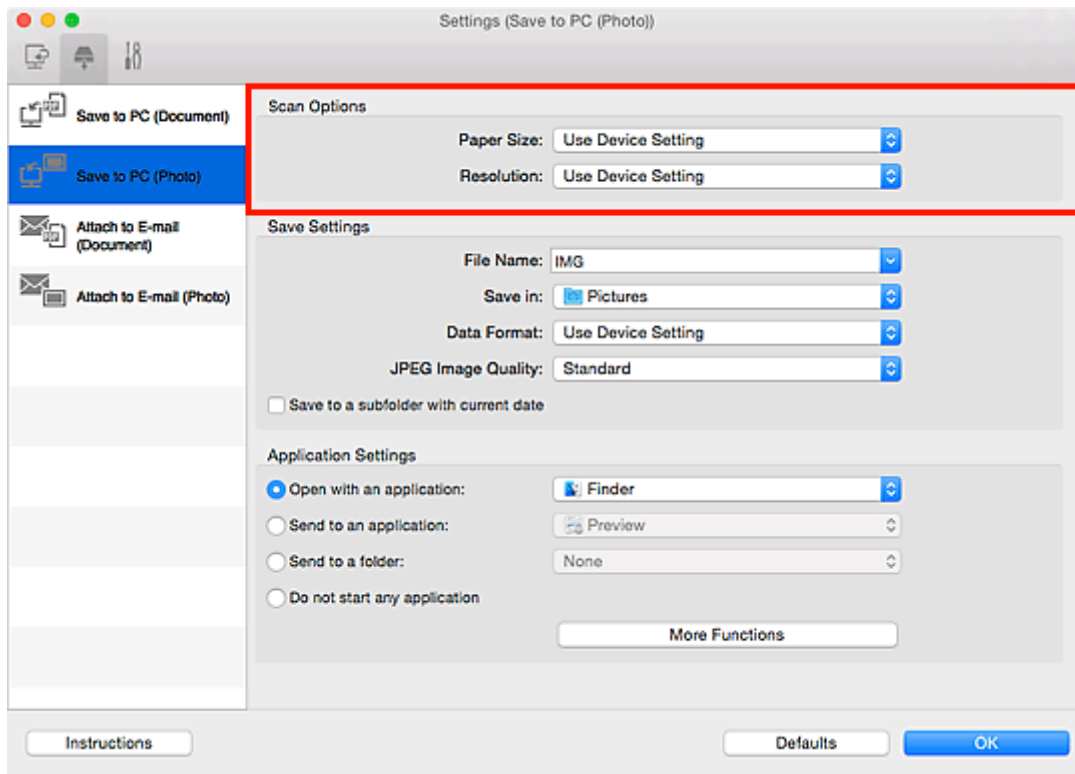 Settings (Save to PC (Photo))
Save to PC (Document)
Save to PC (Photo)
Attach to E-mail
(Document)
Attach to E-mail (Photo)
Scan Options
Paper Size: Use Device Setting
Resolution: Use Device Setting
Save Settings
File Name: IMG
Save in: Pictures
Data Format: Use Device Setting
JPEG Image Quality: Standard
Save to a subfolder with current date
Application Settings
Open with an application: Finder
Send to an application: Preview
Send to a folder: None
Do not start any application
More Functions
Instructions Defaults OK